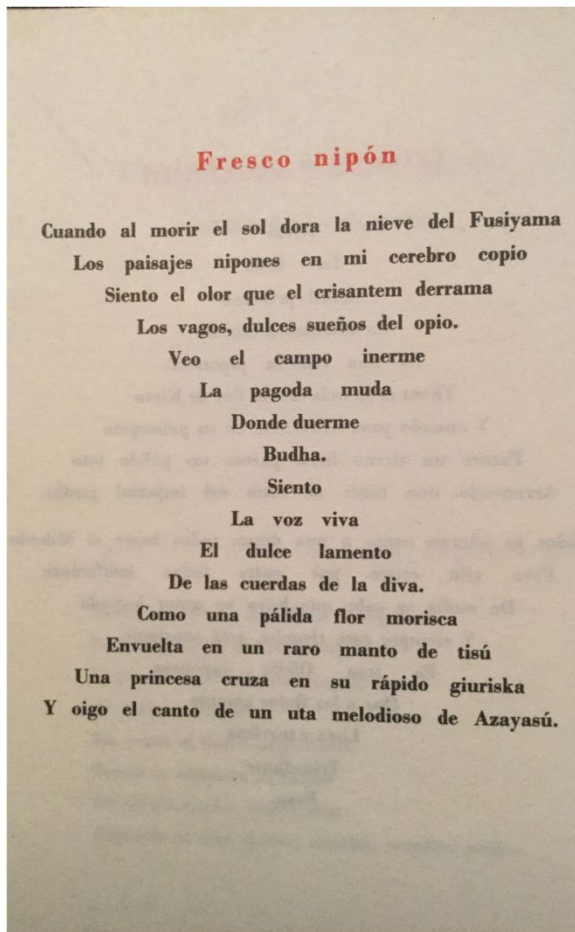 Fresco nipón
Cuando al morir el sol dora la nieve del Fusiyama
Los paisajes nipones en mi cerebro copio
Siento el olor que el crisantem derrama
Los vagos, dulces sueños del opio.
Veo el campo inerme
La pagoda muda
Donde duerme
Budha.
Siento
La voz viva
El dulce lamento
De las cuerdas de la diva.
Como una pálida flor morisca
Envuelta en un raro manto de tisú
Una princesa cruza en su rápido giuriska
Y oigo el canto de un uta melodioso de Azayasú.